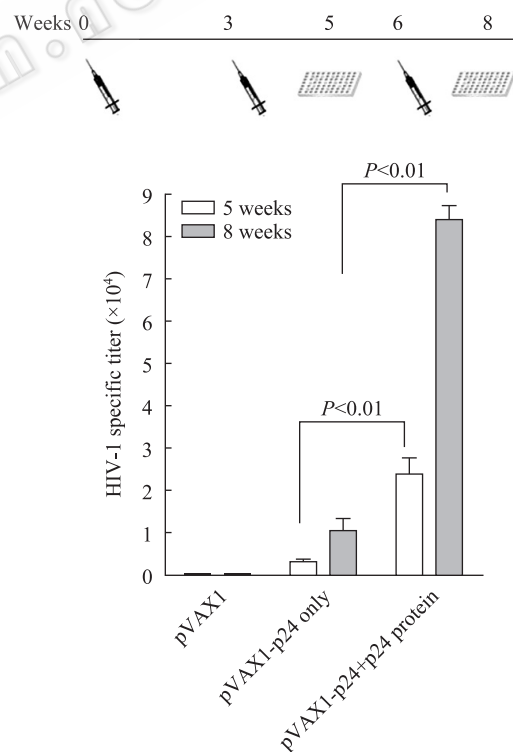 Weeks 0 3 5 6 8
P<0.01
9
5 weeks
8
8 weeks
7
6
5
4
P<0.01
3
2
1
0
HIV-1 specific titer (×10⁴)
pVAX1
pVAX1-p24 only
pVAX1-p24+p24 protein